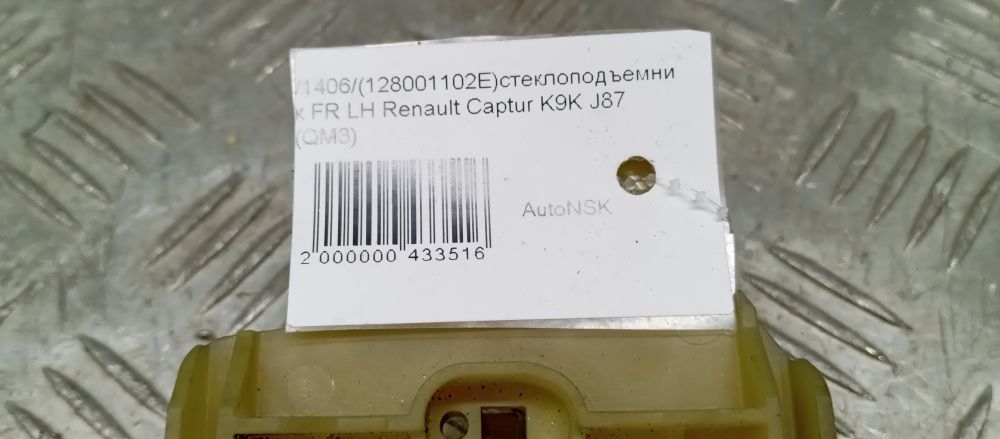 /1406/(128001102E)стеклоподъемни
к FR LH Renault Captur K9K J87
(QM3)
AutoNSK
2 000000 433516